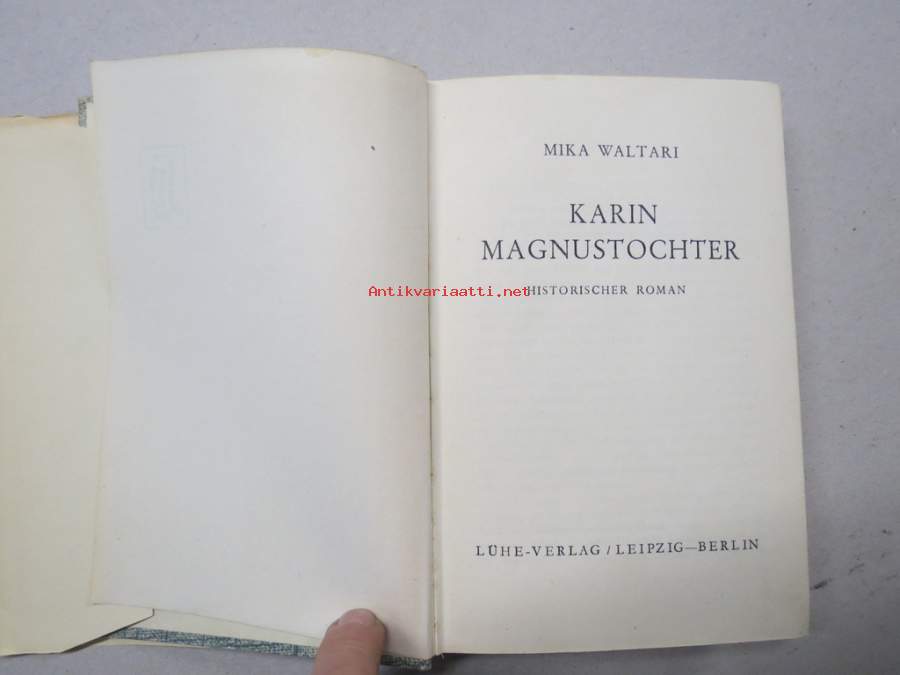 MIKA WALTARI
KARIN
MAGNUSTOCHTER
Antikvariaatti.net
HISTORISCHER ROMAN
LÜHE-VERLAG / LEIPZIG—BERLIN